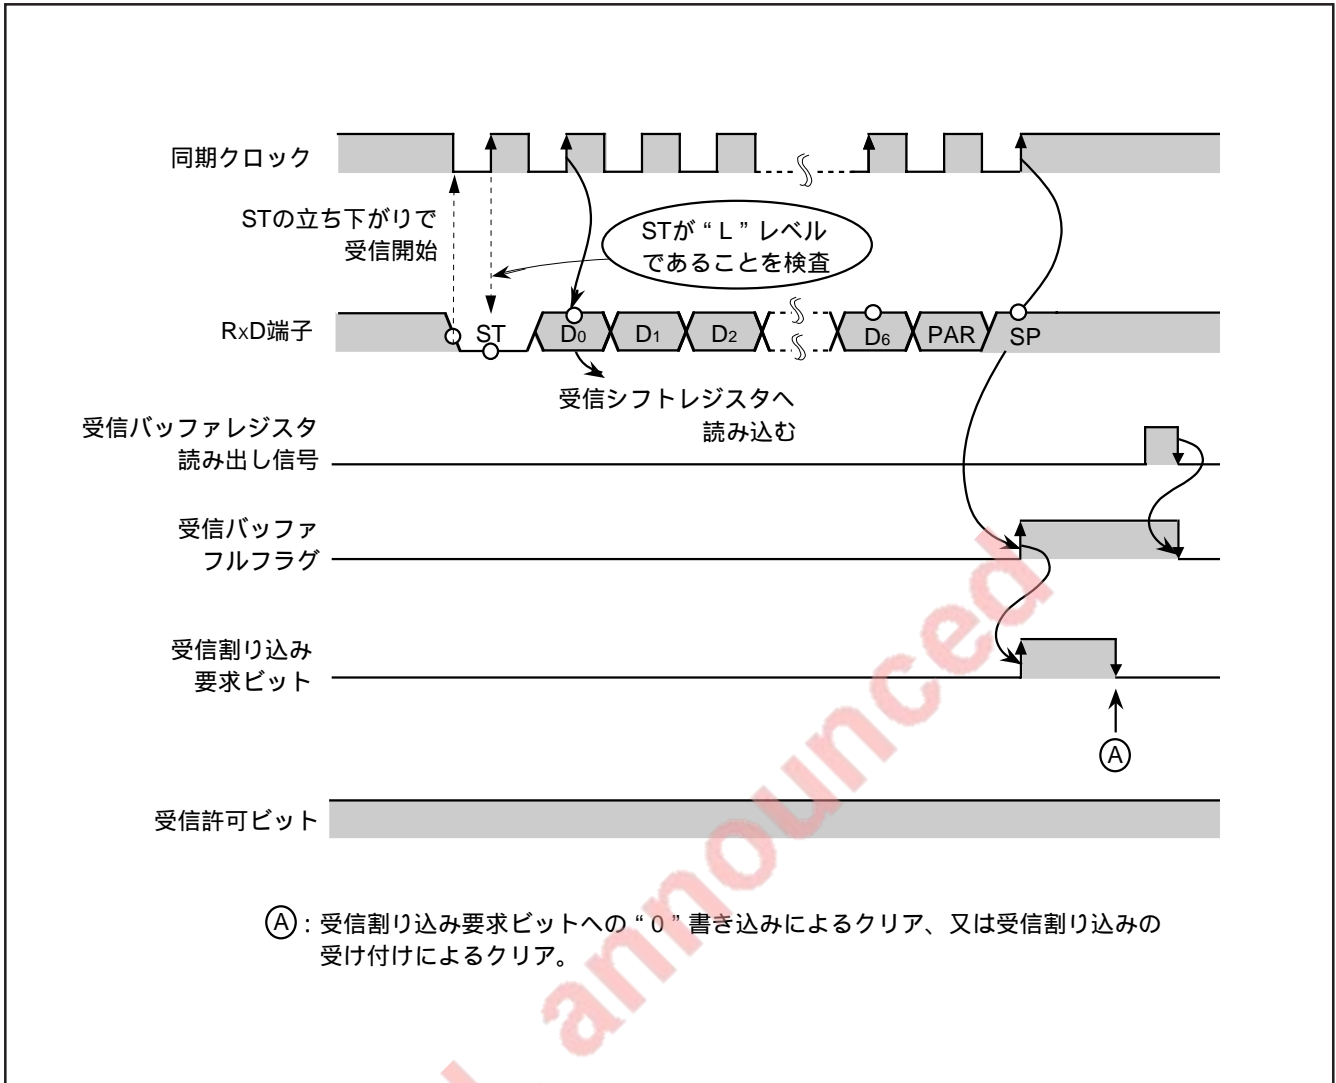 同期クロック
STの立ち下がりで
受信開始
STが“L”レベル
であることを検査
RxD端子
ST
D0
D1
D2
D6
PAR
SP
受信シフトレジスタへ
読み込む
受信バッファレジスタ
読み出し信号
受信バッファ
フルフラグ
受信割り込み
要求ビット
A
受信許可ビット
A：受信割り込み要求ビットへの“0”書き込みによるクリア、又は受信割り込みの
受け付けによるクリア。
announced